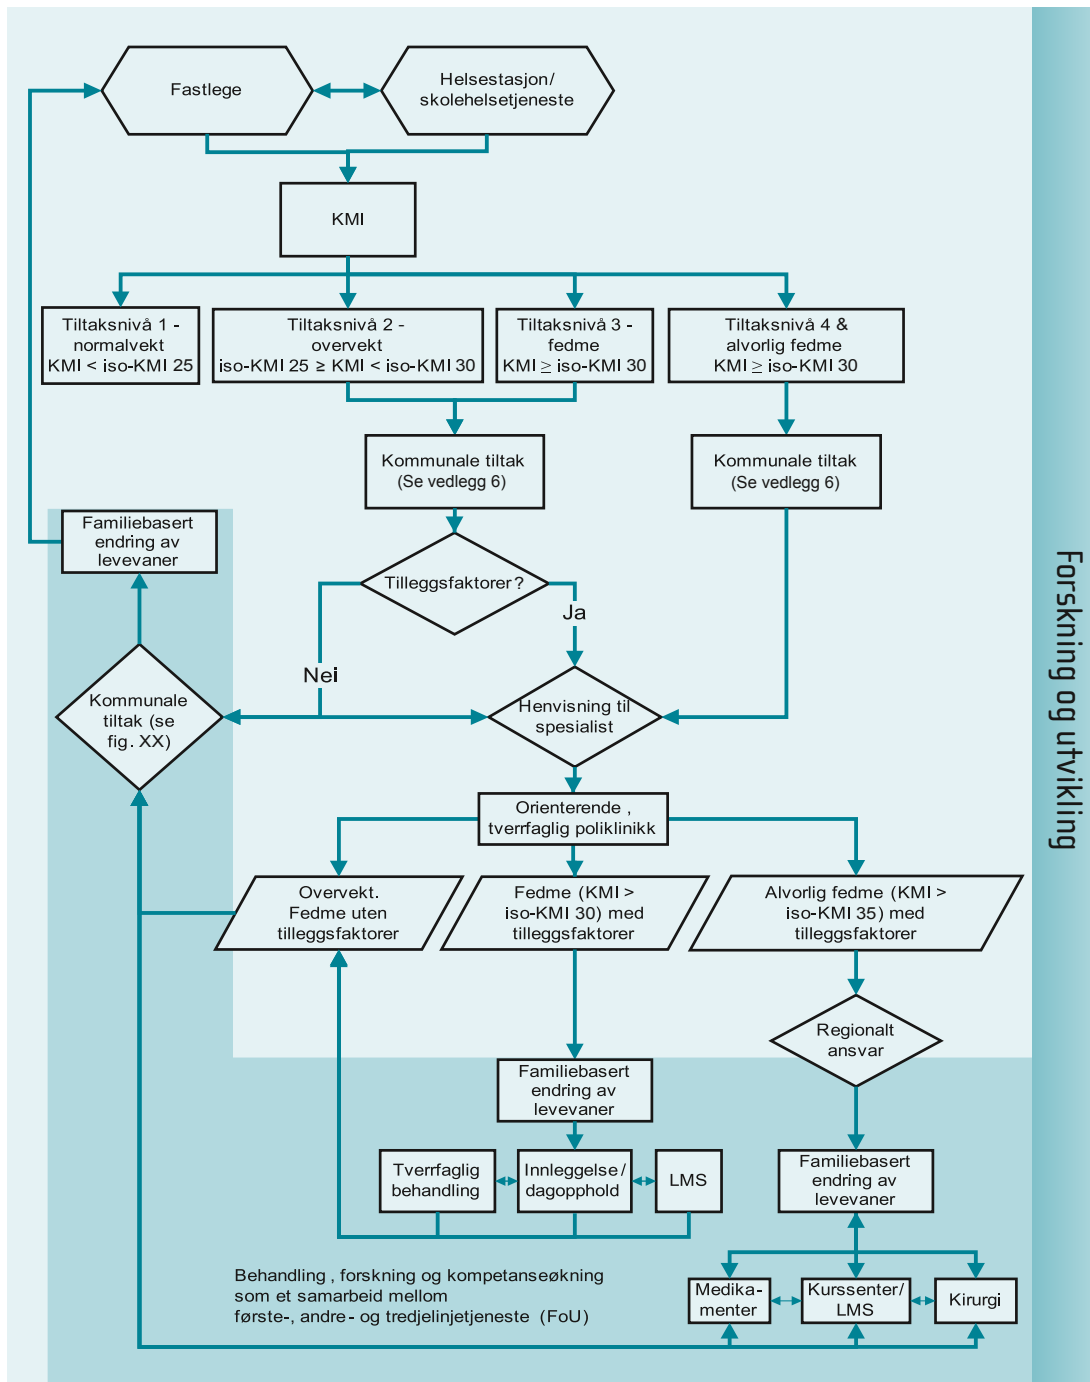 Fastlege
Helsestasjon/
skolehelsetjeneste
KMI
Tiltaksnivå 1 -
normalvekt
KMI < iso-KMI 25
Tiltaksnivå 2 -
overvekt
iso-KMI 25 ≥ KMI < iso-KMI 30
Tiltaksnivå 3 -
fedme
KMI ≥ iso-KMI 30
Tiltaksnivå 4 &
alvorlig fedme
KMI ≥ iso-KMI 30
Kommunale tiltak
(Se vedlegg 6)
Kommunale tiltak
(Se vedlegg 6)
Familiebasert
endring av
levevaner
Tilleggsfaktorer?
Ja
Nei
Kommunale
tiltak (se
fig. XX)
Henvisning til
spesialist
Orienterende ,
tverrfaglig poliklinikk
Overvekt.
Fedme uten
tilleggsfaktorer
Fedme (KMI >
iso-KMI 30) med
tilleggsfaktorer
Alvorlig fedme (KMI >
iso-KMI 35) med
tilleggsfaktorer
Regionalt
ansvar
Familiebasert
endring av
levevaner
Tverrfaglig
behandling
Innleggelse/
dagopphold
LMS
Familiebasert
endring av
levevaner
Medika-
menter
Kurssenter/
LMS
Kirurgi
Behandling , forskning og kompetanseøkning
som et samarbeid mellom
første-, andre- og tredjelinjetjeneste (FoU)
Forskning og utvikling